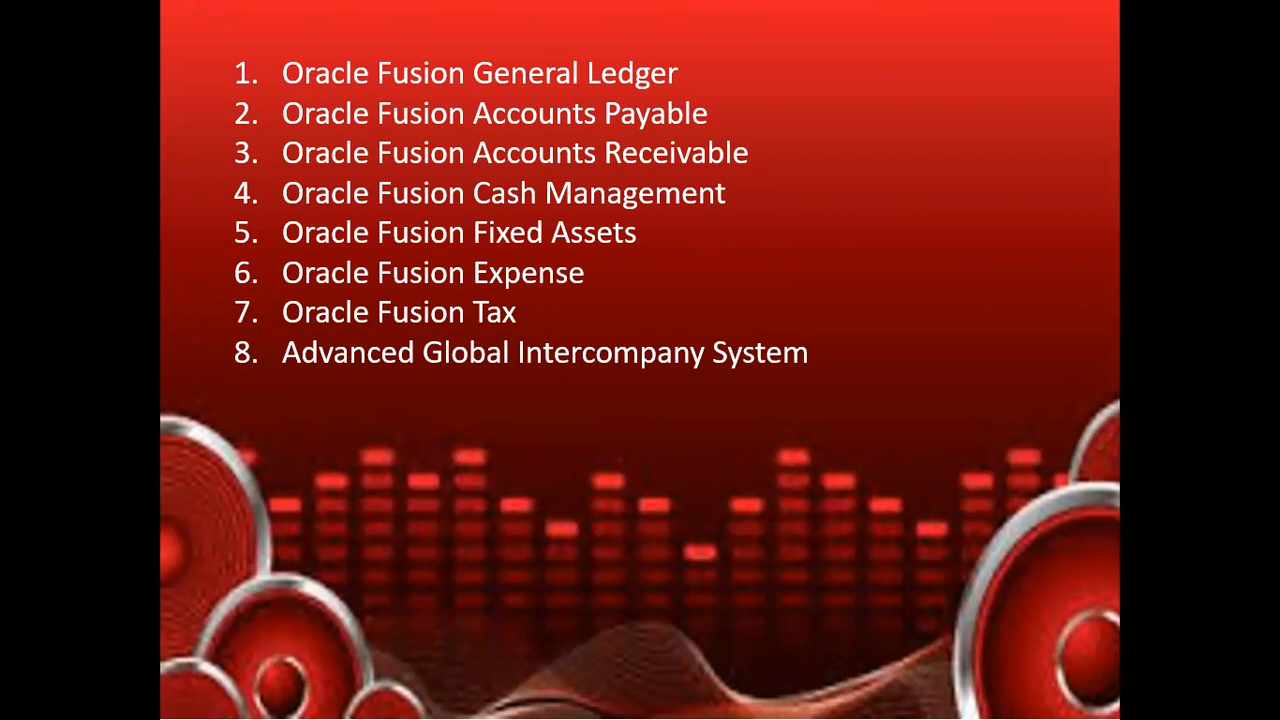 1. Oracle Fusion General Ledger
2. Oracle Fusion Accounts Payable
3. Oracle Fusion Accounts Receivable
4. Oracle Fusion Cash Management
5. Oracle Fusion Fixed Assets
6. Oracle Fusion Expense
7. Oracle Fusion Tax
8. Advanced Global Intercompany System